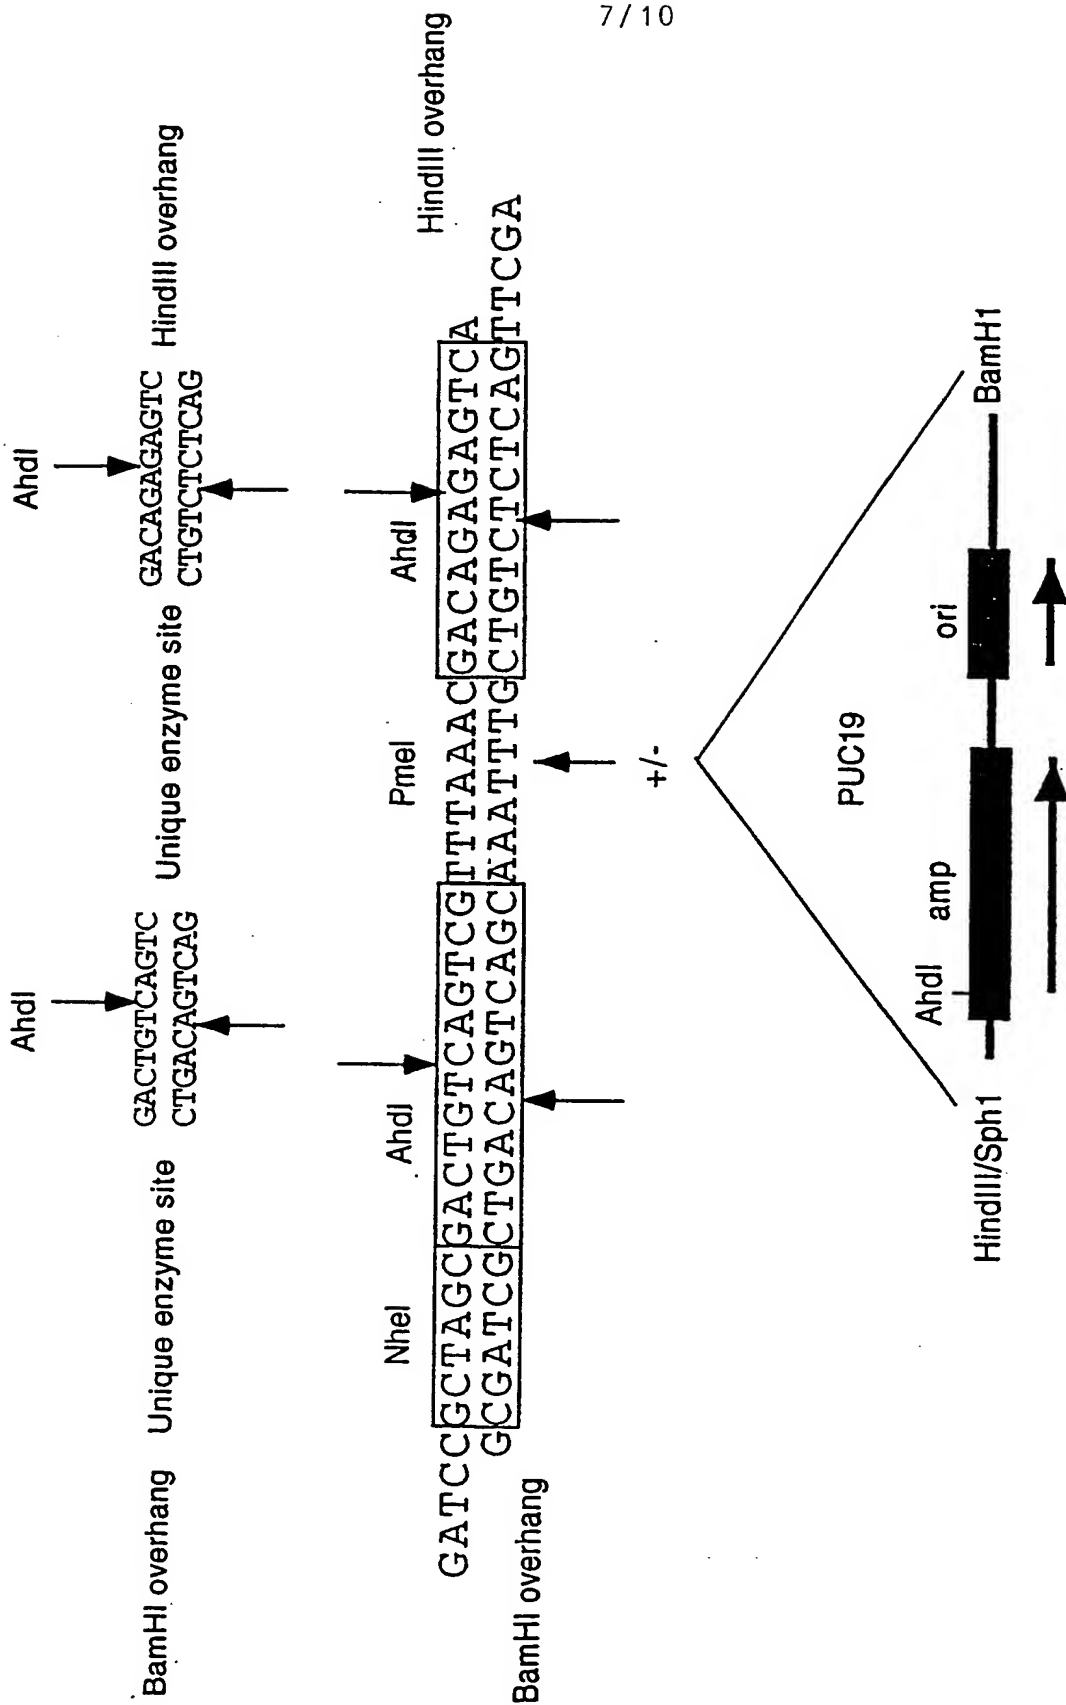 7/10
AhdI AhdI
BamHI overhang Unique enzyme site GACTGTCAGTC Unique enzyme site GACAGAGAGTC HindIII overhang
CTGACAGTCAG CTGTCTCTCAG
NheI AhdI PmeI AhdI HindIII overhang
GATCCGCTAGCGACTGTCAGTCGTTTAAACGACAGAGAGTCA
GCGATCGCTGACAGTCAGCAAATTTGCTGTCTCTCAGTTCGA
BamHI overhang
+/-
PUC19
AhdI amp ori
HindIII/Sph1 BamH1